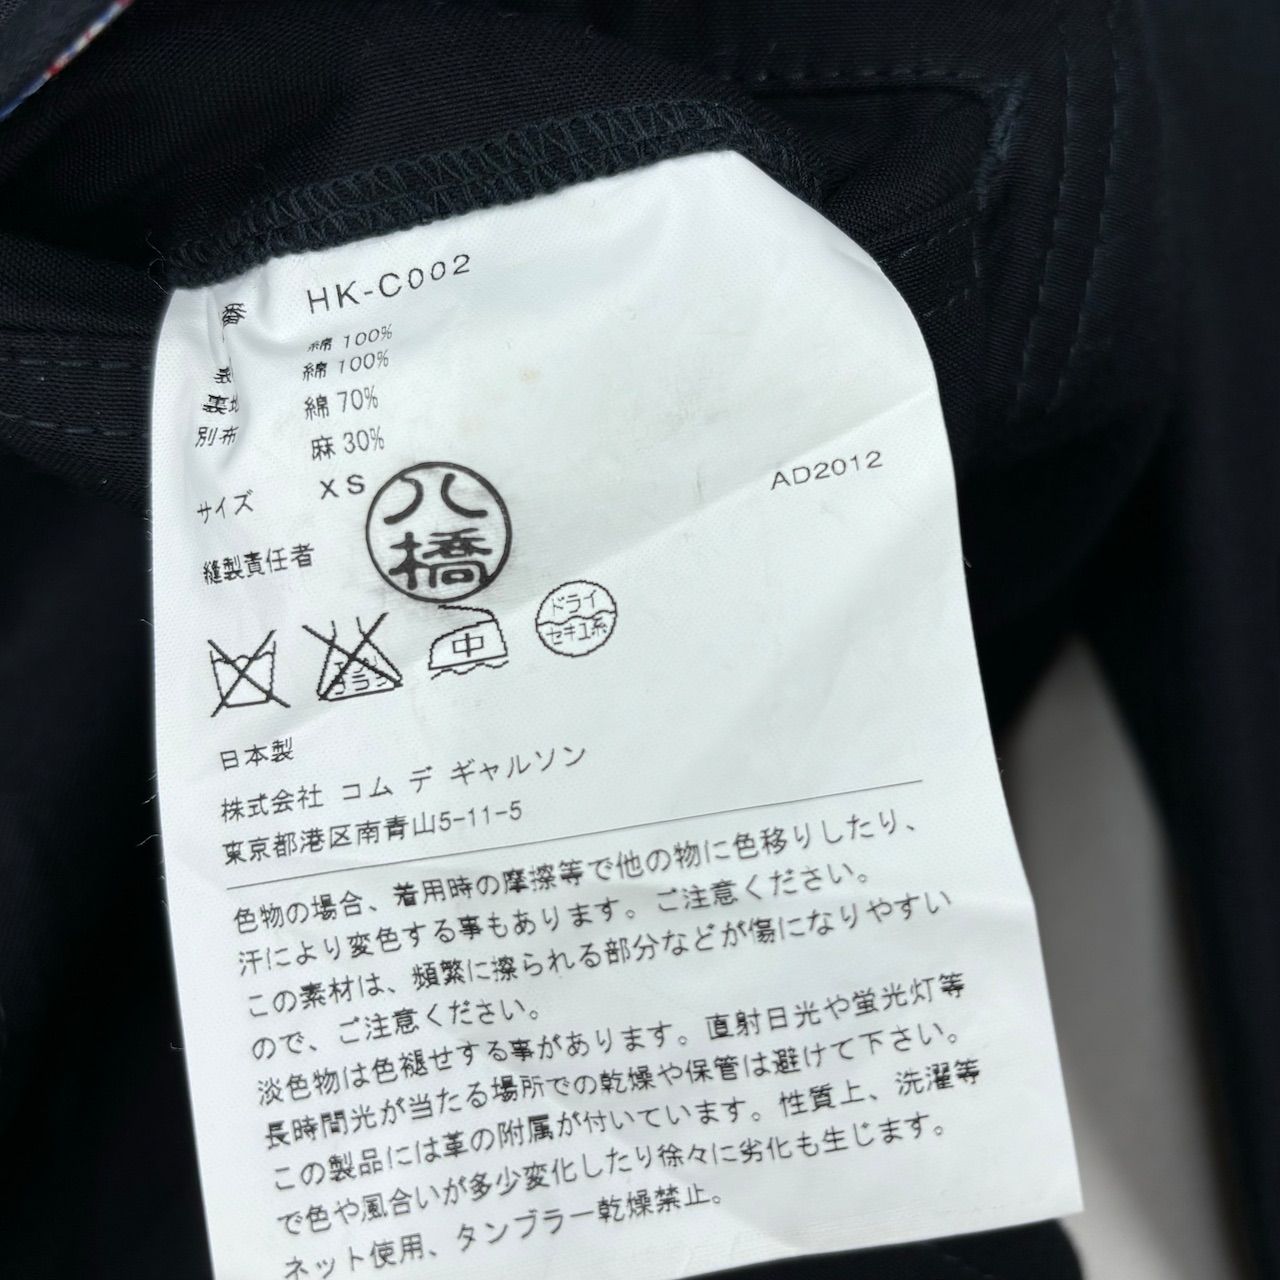 番 HK-C002
綿 100%
綿 100%
裏地 綿 70%
別布 麻 30%
サイズ XS
AD2012
縫製責任者
八橋
エンソ
サラシ
中
ドライ
セキユ系
日本製
株式会社 コム デ ギャルソン
東京都港区南青山5-11-5
色物の場合、着用時の摩擦等で他の物に色移りしたり、
汗により変色する事もあります。ご注意ください。
この素材は、頻繁に擦られる部分などが傷になりやすい
ので、ご注意ください。
淡色物は色褪せする事があります。直射日光や蛍光灯等
長時間光が当たる場所での乾燥や保管は避けて下さい。
この製品には革の附属が付いています。性質上、洗濯等
で色や風合いが多少変化したり徐々に劣化も生じます。
ネット使用、タンブラー乾燥禁止。